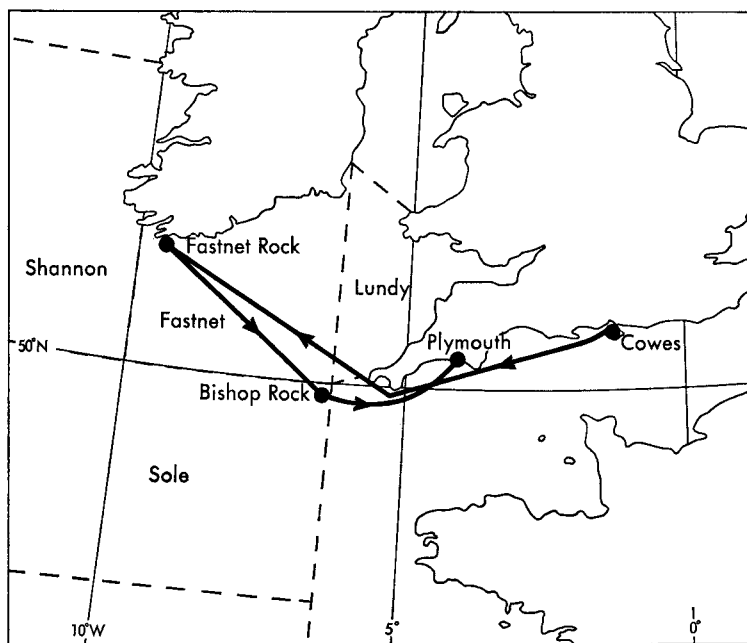 Fastnet Rock
Shannon
Lundy
Fastnet
50°N
Plymouth
Cowes
Bishop Rock
Sole
10°W
5°
0°